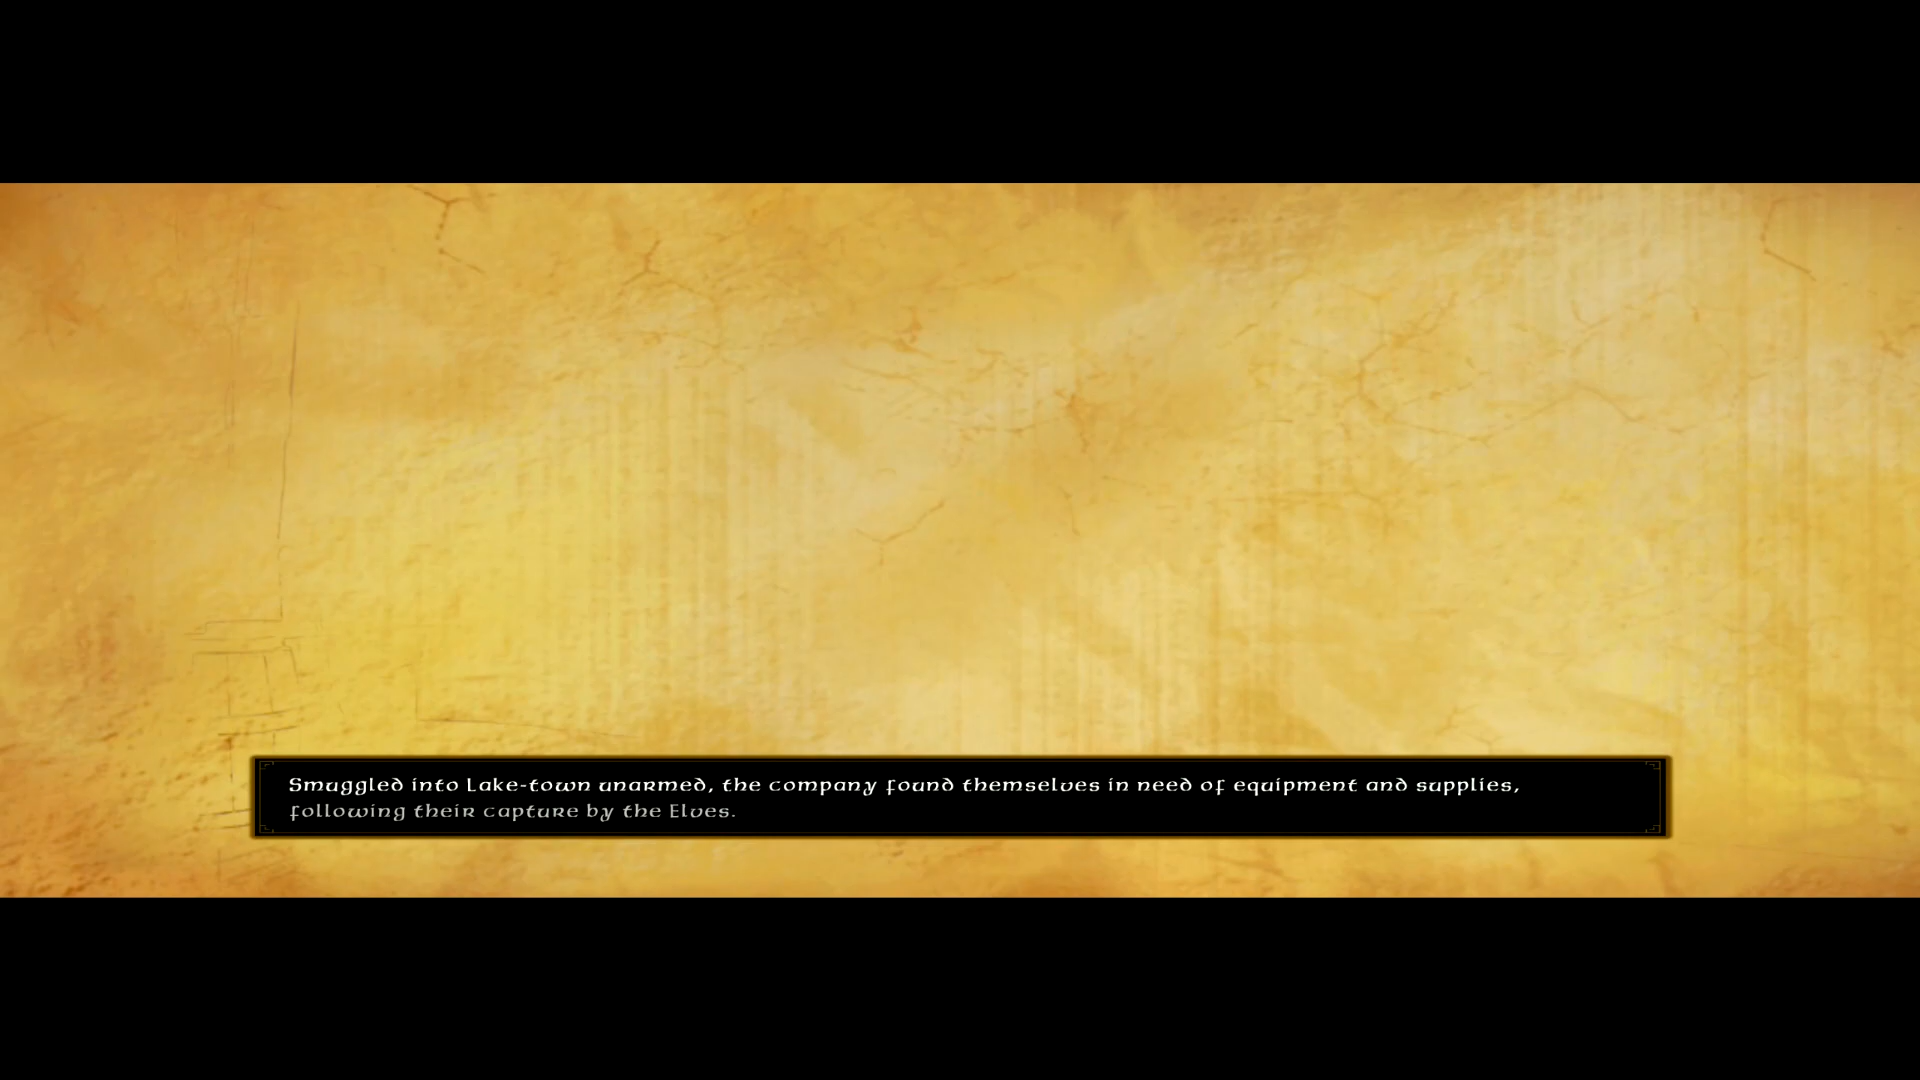 Smuggled into Lake-town unarmed, the company found themselves in need of equipment and supplies,
following their capture by the Elves.